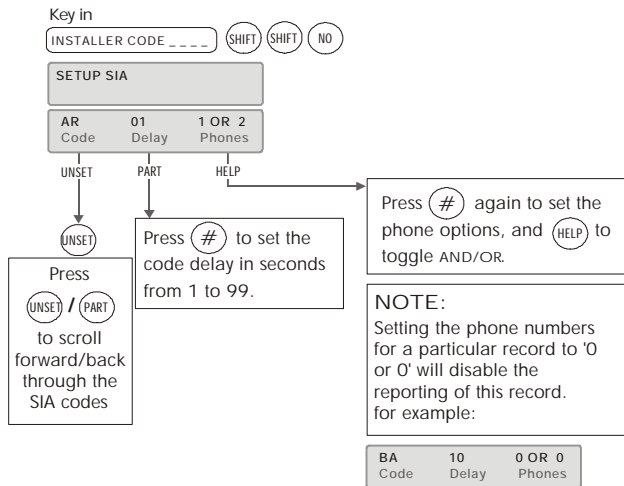 Key in
INSTALLER CODE _ _ _ _ SHIFT SHIFT NO
SETUP SIA
AR 01 1 OR 2
Code Delay Phones
UNSET PART HELP
UNSET
Press
UNSET / PART
to scroll
forward/back
through the
SIA codes
Press # to set the
code delay in seconds
from 1 to 99.
Press # again to set the
phone options, and HELP to
toggle AND/OR.
NOTE:
Setting the phone numbers
for a particular record to '0
or 0' will disable the
reporting of this record.
for example:
BA 10 0 OR 0
Code Delay Phones